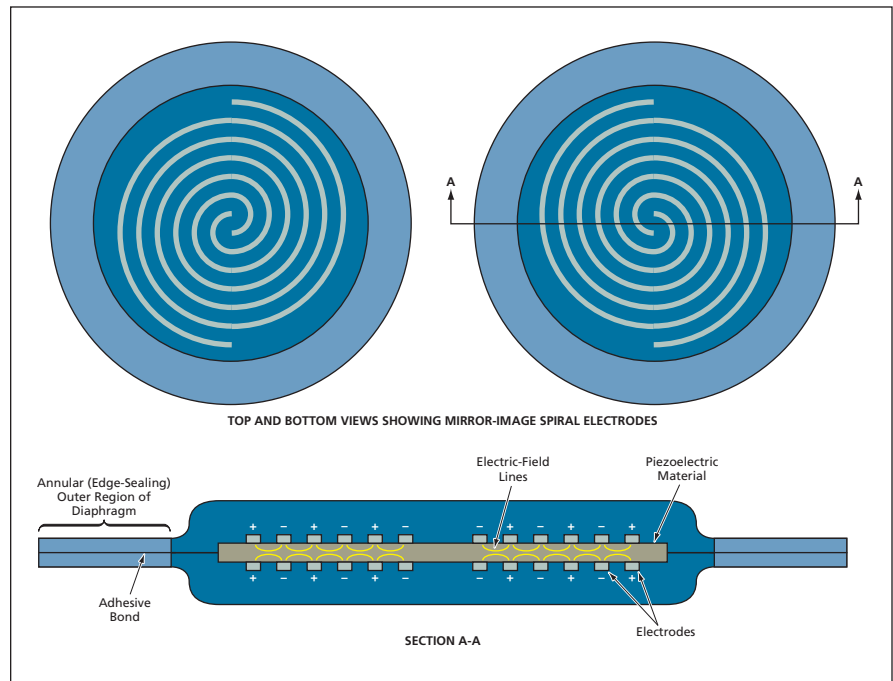 A
A
TOP AND BOTTOM VIEWS SHOWING MIRROR-IMAGE SPIRAL ELECTRODES
Annular (Edge-Sealing)
Outer Region of
Diaphragm
Electric-Field
Lines
Piezoelectric
Material
+ – + – + – – + – + – +
+ – + – + – – + – + – +
Adhesive
Bond
Electrodes
SECTION A-A